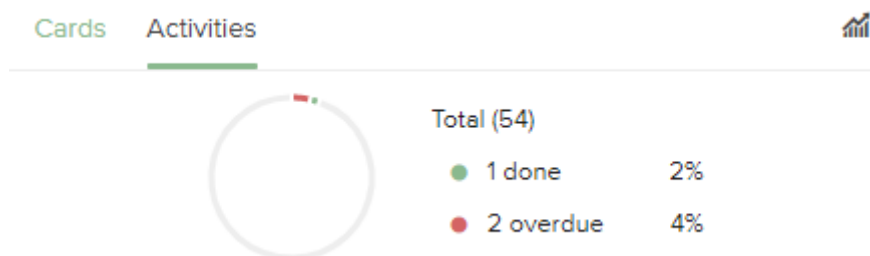 Cards Activities
Total (54)
1 done 2%
2 overdue 4%